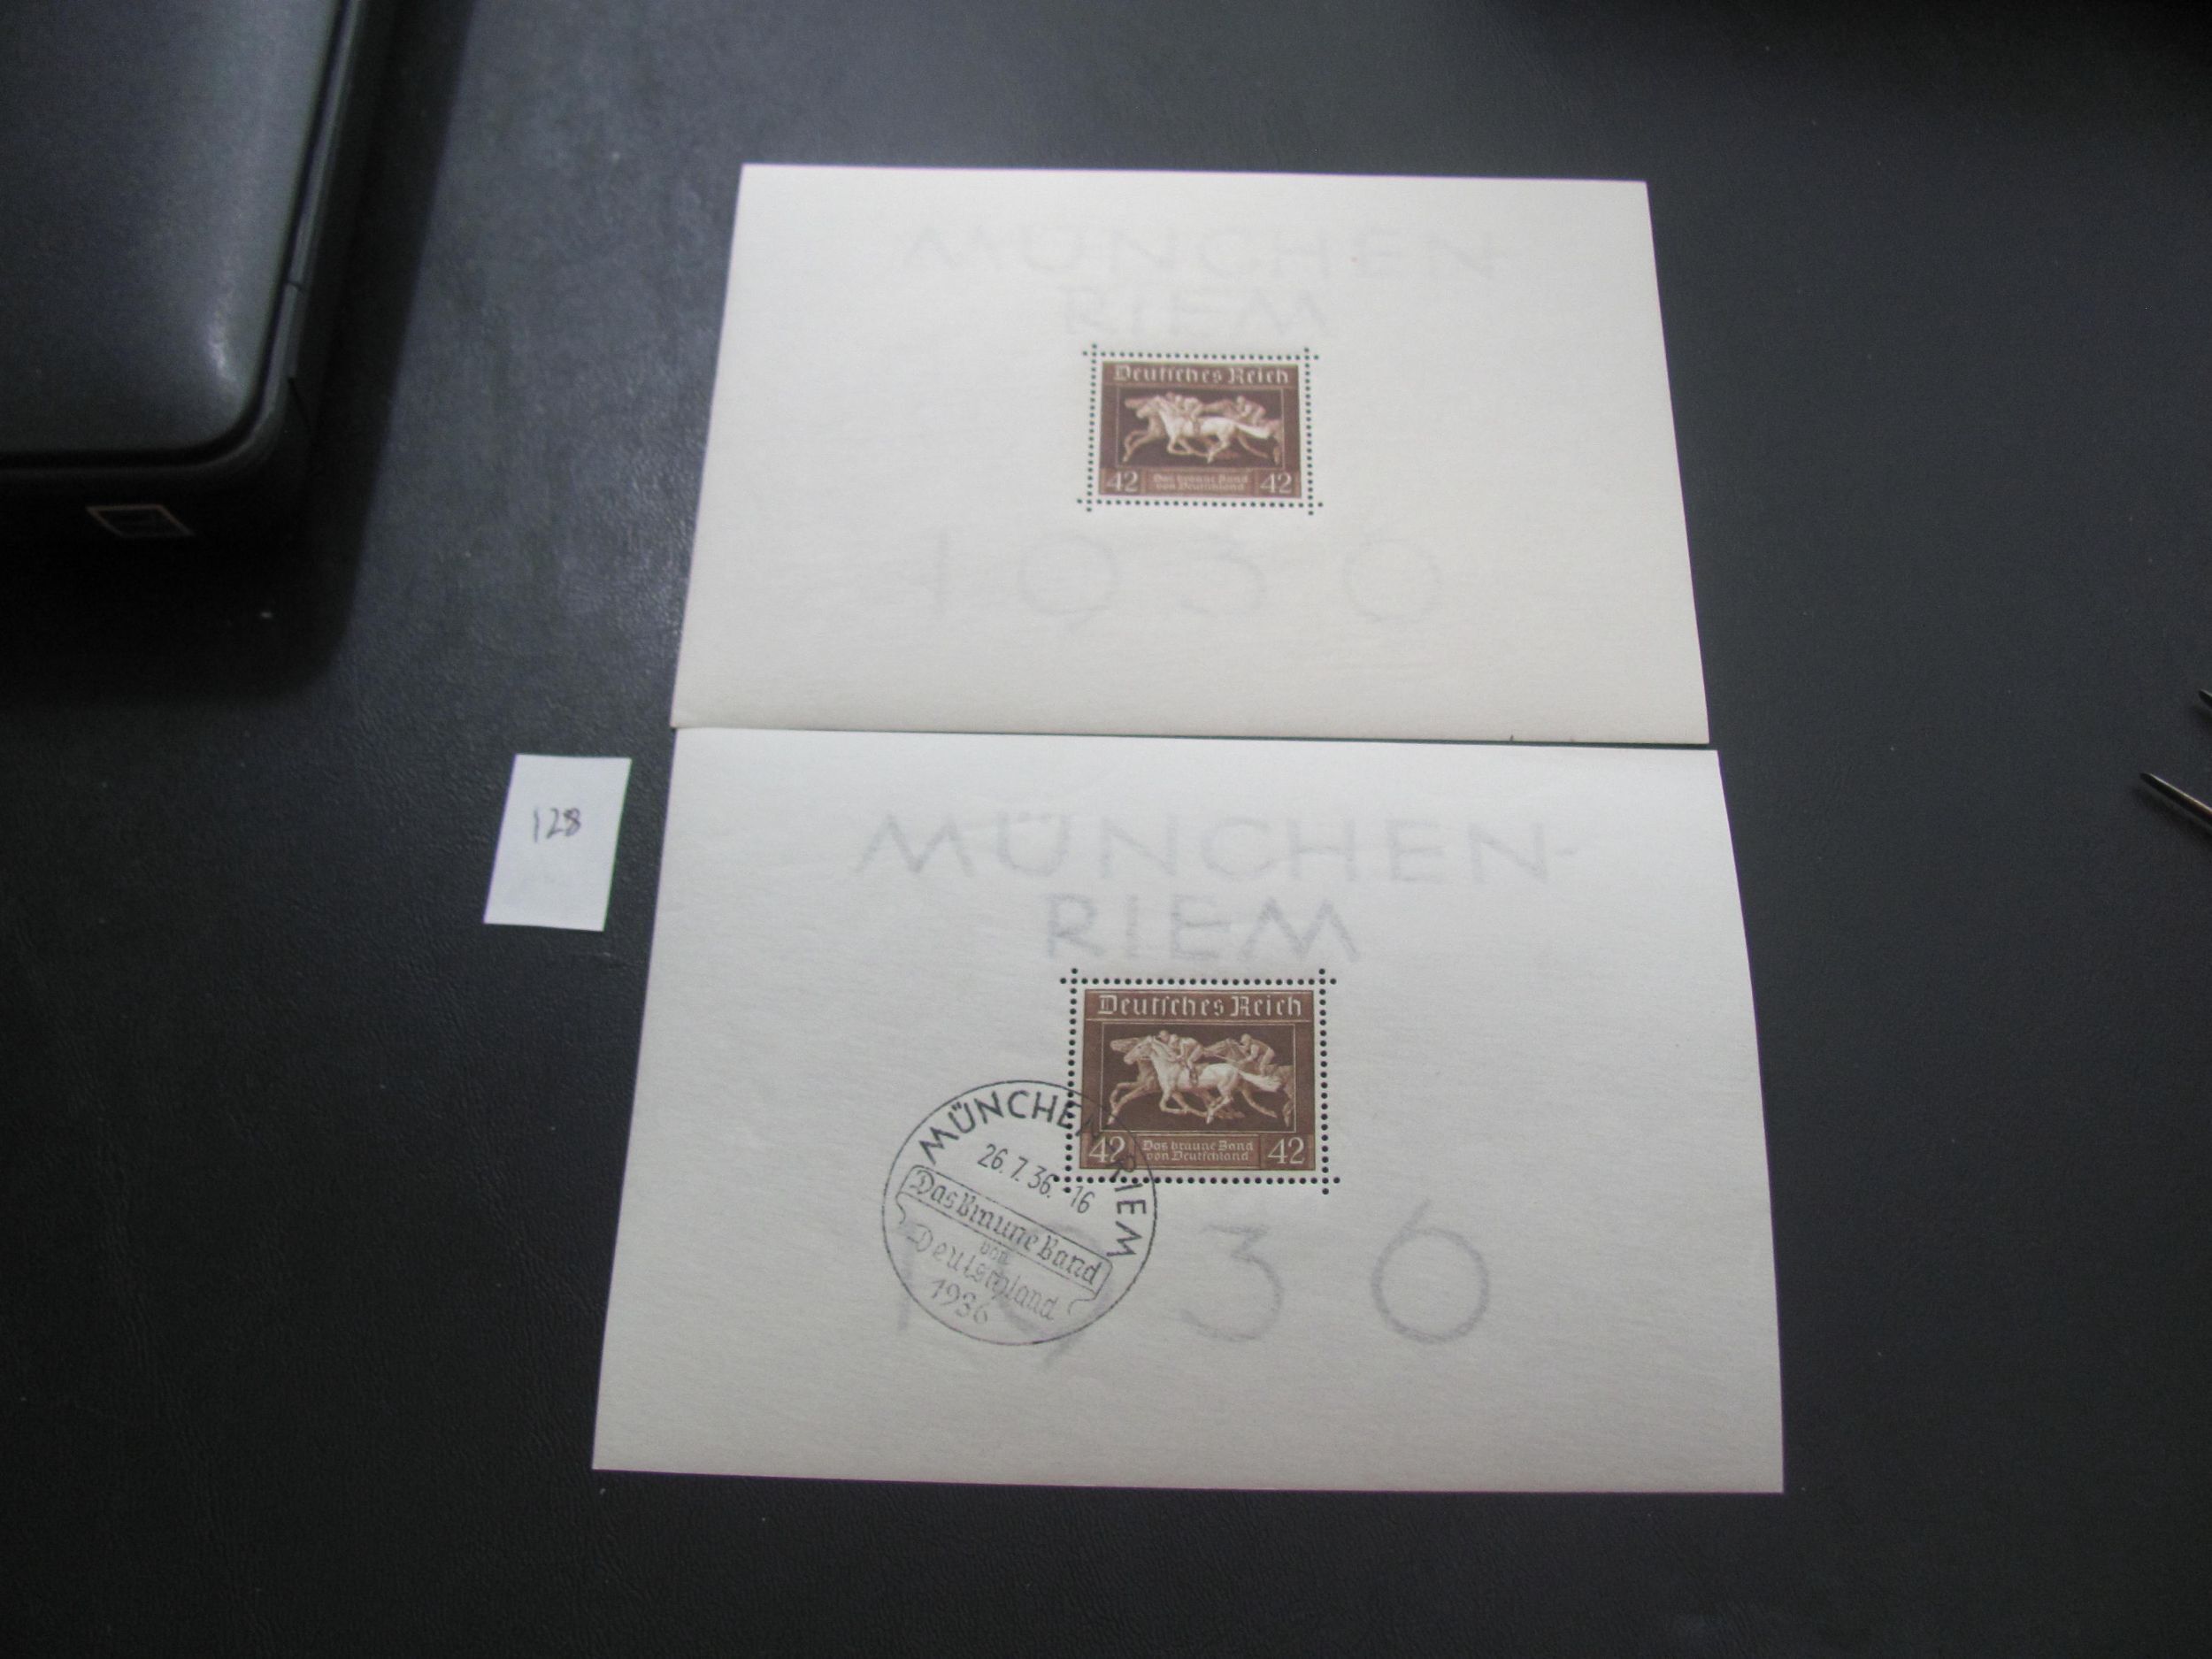 MÜNCHEN-
RIEM
Deutsches Reich
42 Das braune Band 42
von Deutschland
1936
128
MÜNCHEN-
RIEM
Deutsches Reich
42 Das braune Band 42
von Deutschland
MÜNCHEN-RIEM
26.7.36.-16
Das Braune Band
von
Deutschland
1936
1936